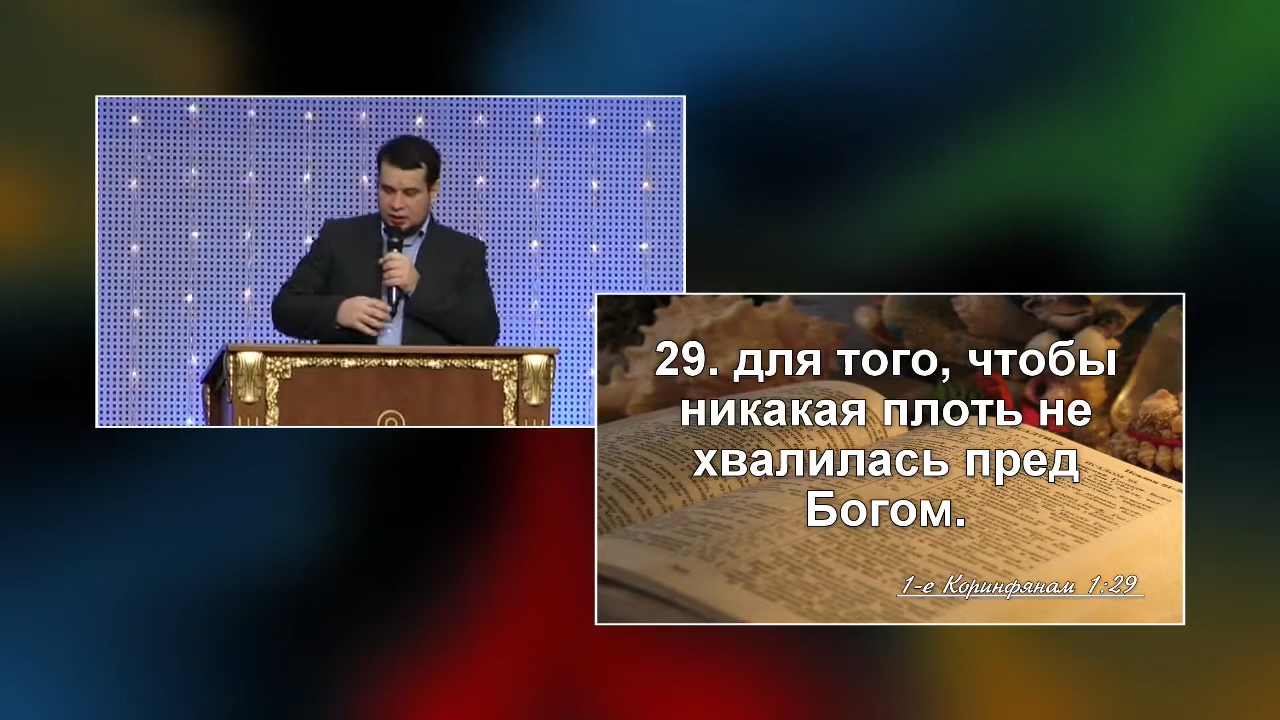 29. для того, чтобы
никакая плоть не
хвалилась пред
Богом.
1-е Коринфянам 1:29